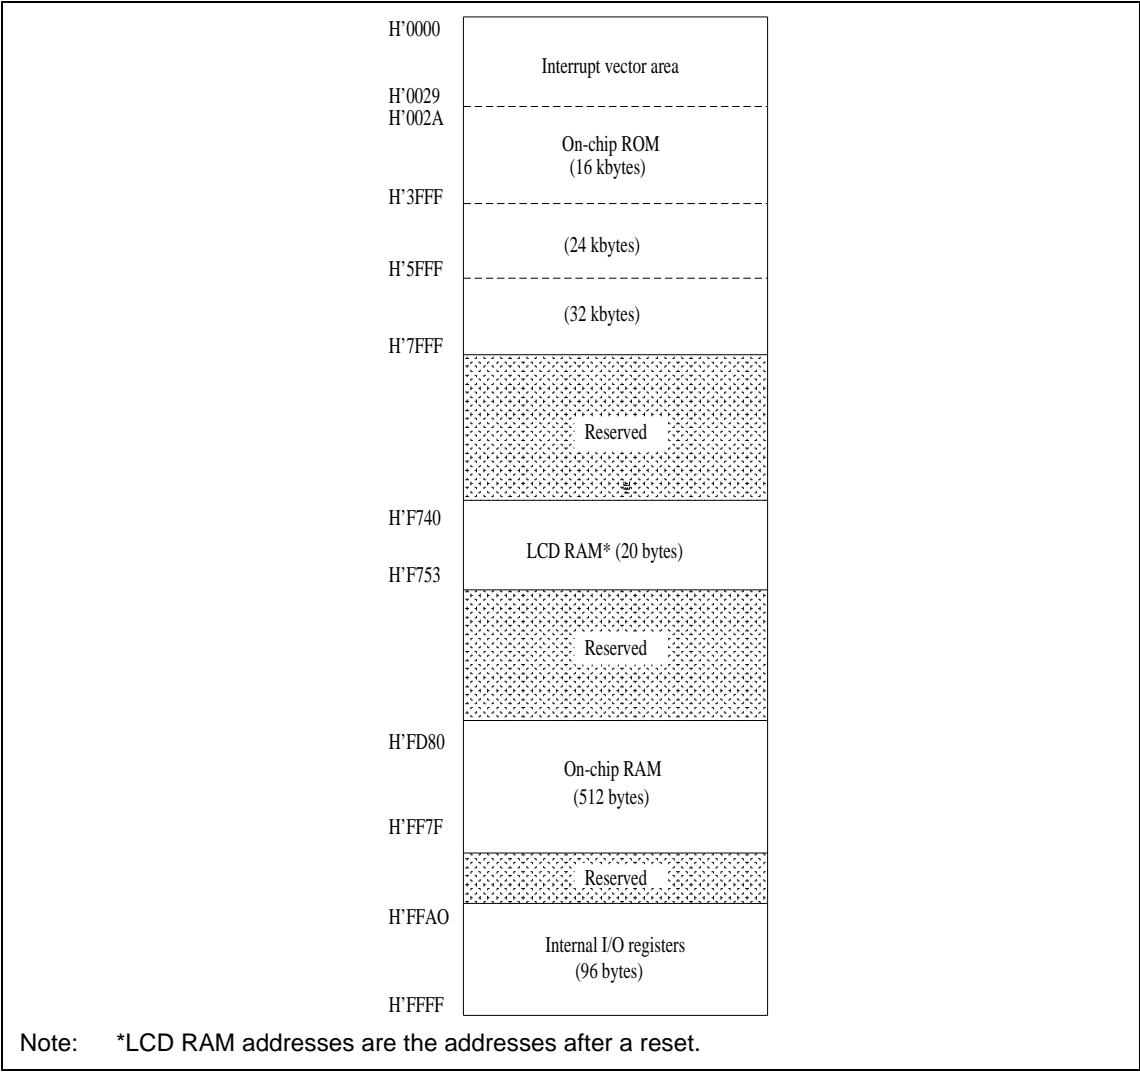 H'0000
Interrupt vector area
H'0029
H'002A
On-chip ROM
(16 kbytes)
H'3FFF
(24 kbytes)
H'5FFF
(32 kbytes)
H'7FFF
Reserved
H'F740
LCD RAM* (20 bytes)
H'F753
Reserved
H'FD80
On-chip RAM
(512 bytes)
H'FF7F
Reserved
H'FFAO
Internal I/O registers
(96 bytes)
H'FFFF
Note: *LCD RAM addresses are the addresses after a reset.